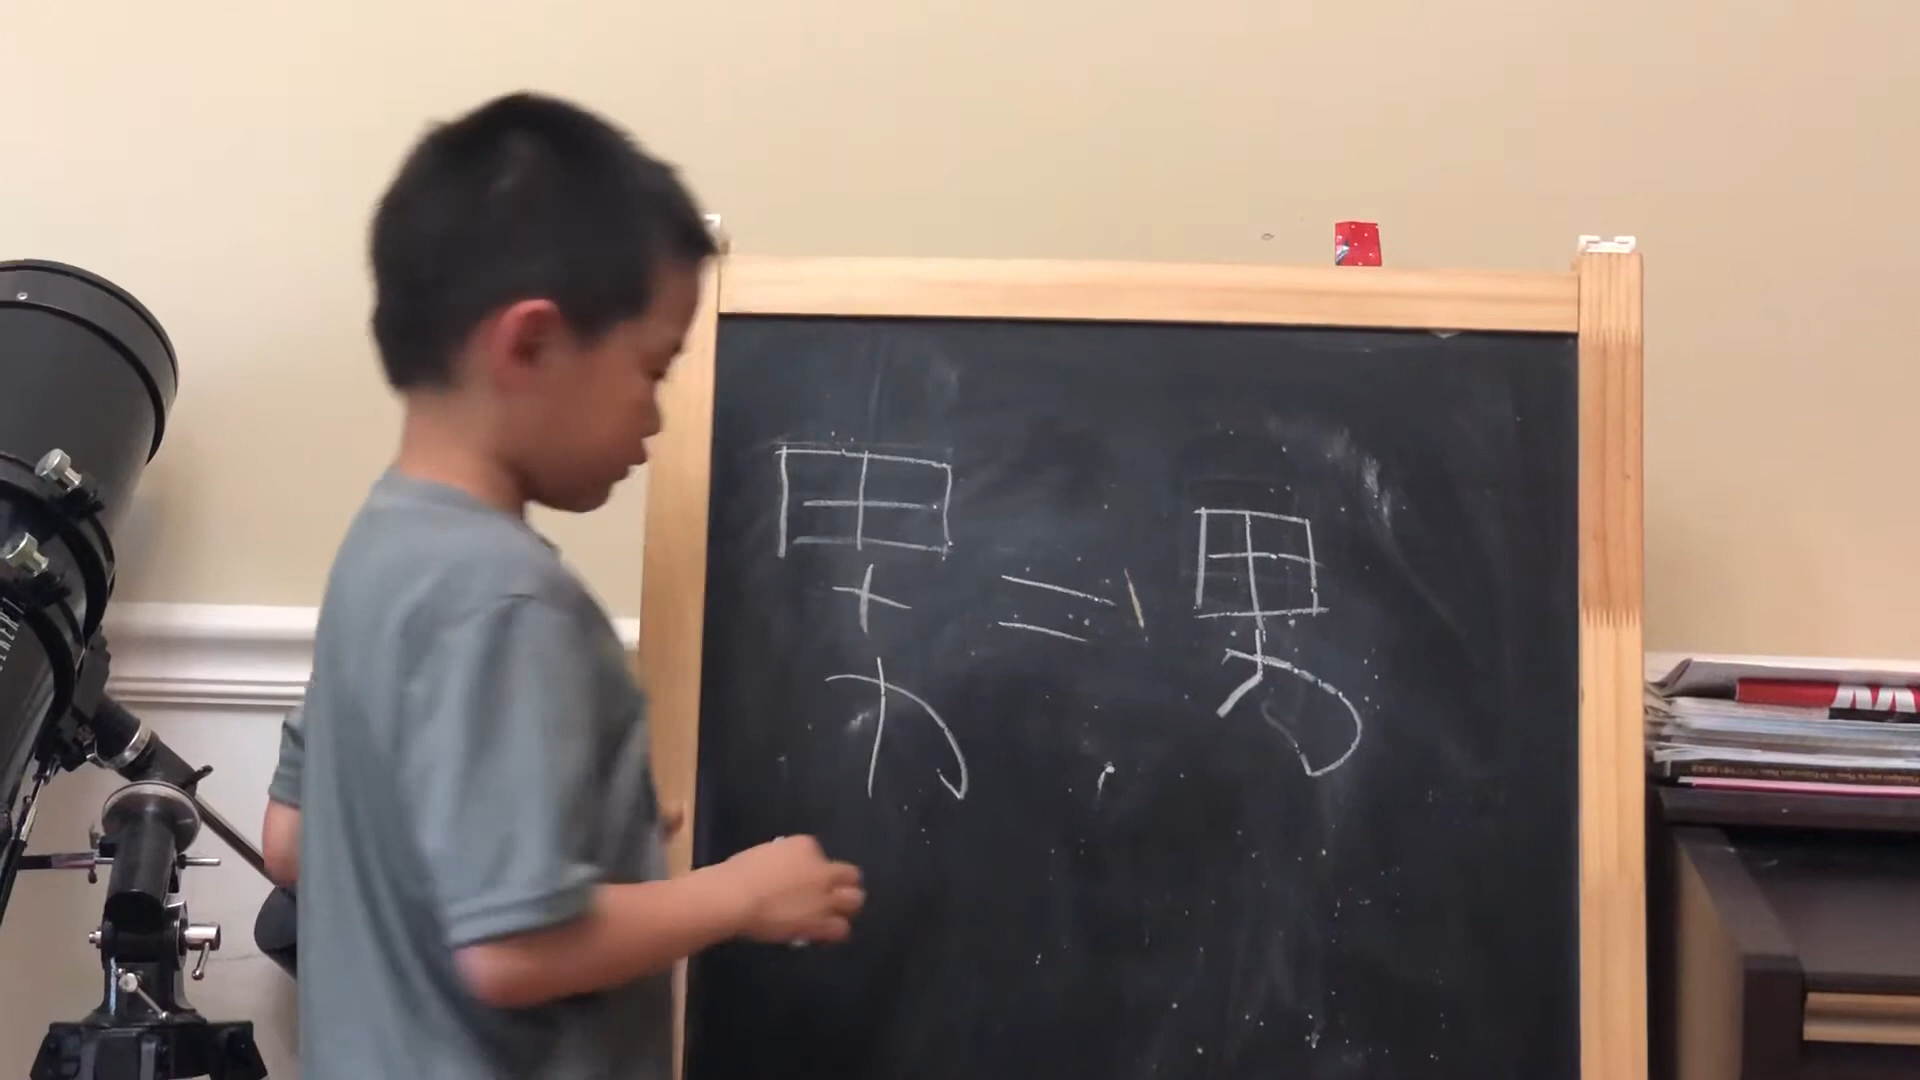 田
+
力
=
男